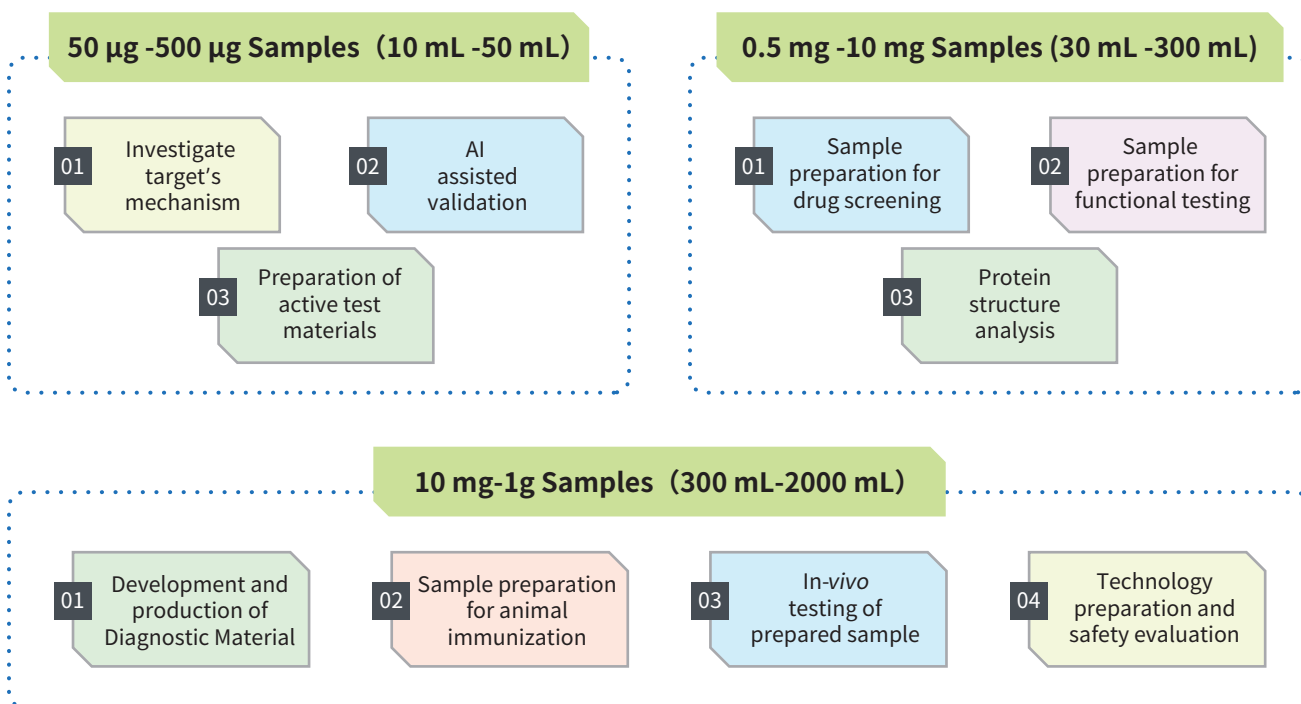 50 µg -500 µg Samples（10 mL -50 mL）
01
Investigate
target's
mechanism
02
AI
assisted
validation
03
Preparation of
active test
materials
0.5 mg -10 mg Samples (30 mL -300 mL)
01
Sample
preparation for
drug screening
02
Sample
preparation for
functional testing
03
Protein
structure
analysis
10 mg-1g Samples（300 mL-2000 mL）
01
Development and
production of
Diagnostic Material
02
Sample preparation
for animal
immunization
03
In-vivo
testing of
prepared sample
04
Technology
preparation and
safety evaluation